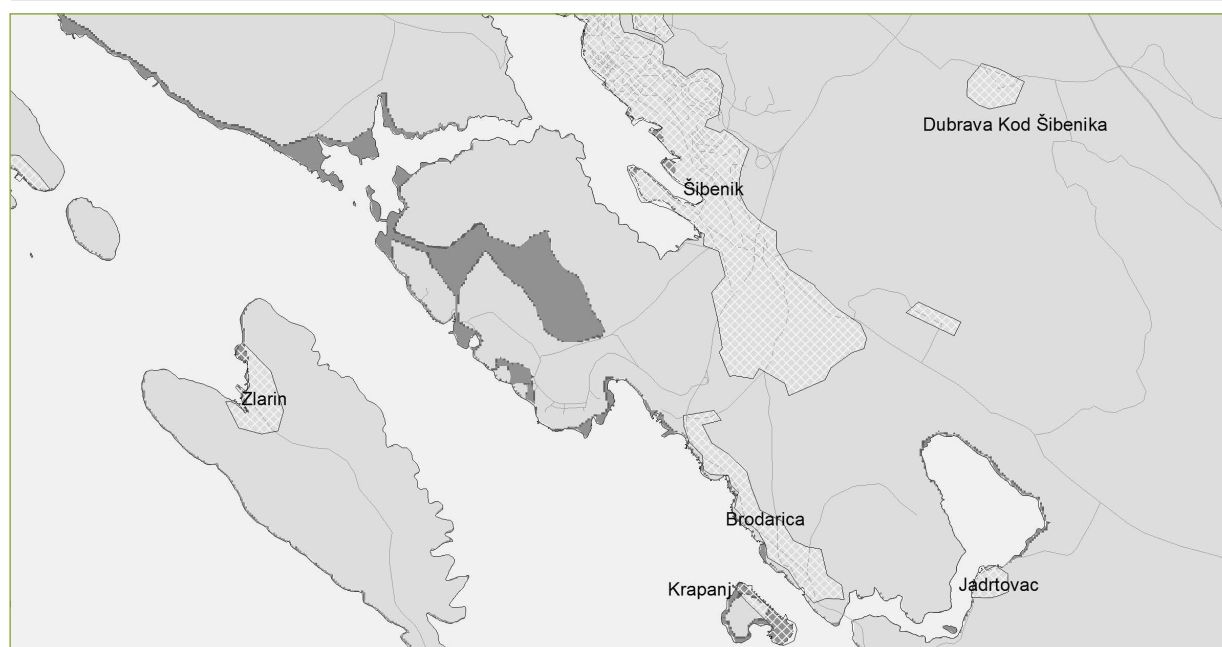 Dubrava Kod Šibenika
Šibenik
Zlarin
Brodarica
Krapanj
Jadrtovac